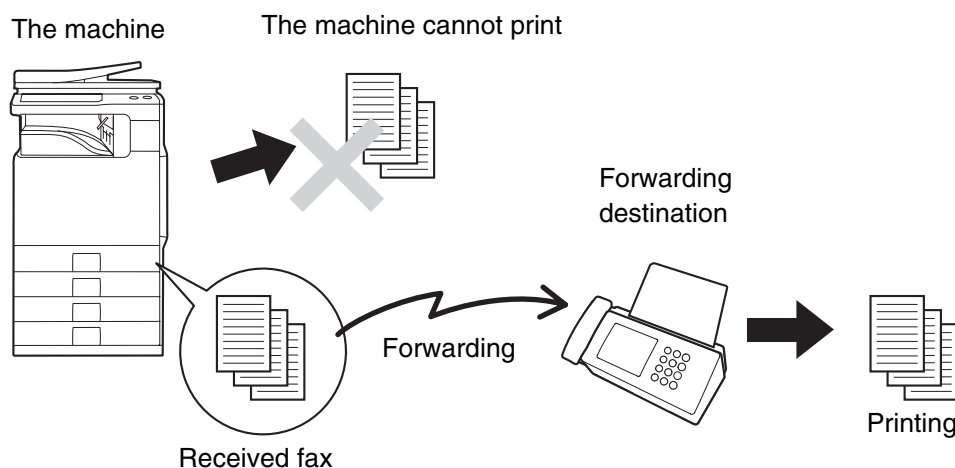 The machine
The machine cannot print
Forwarding
destination
Forwarding
Printing
Received fax